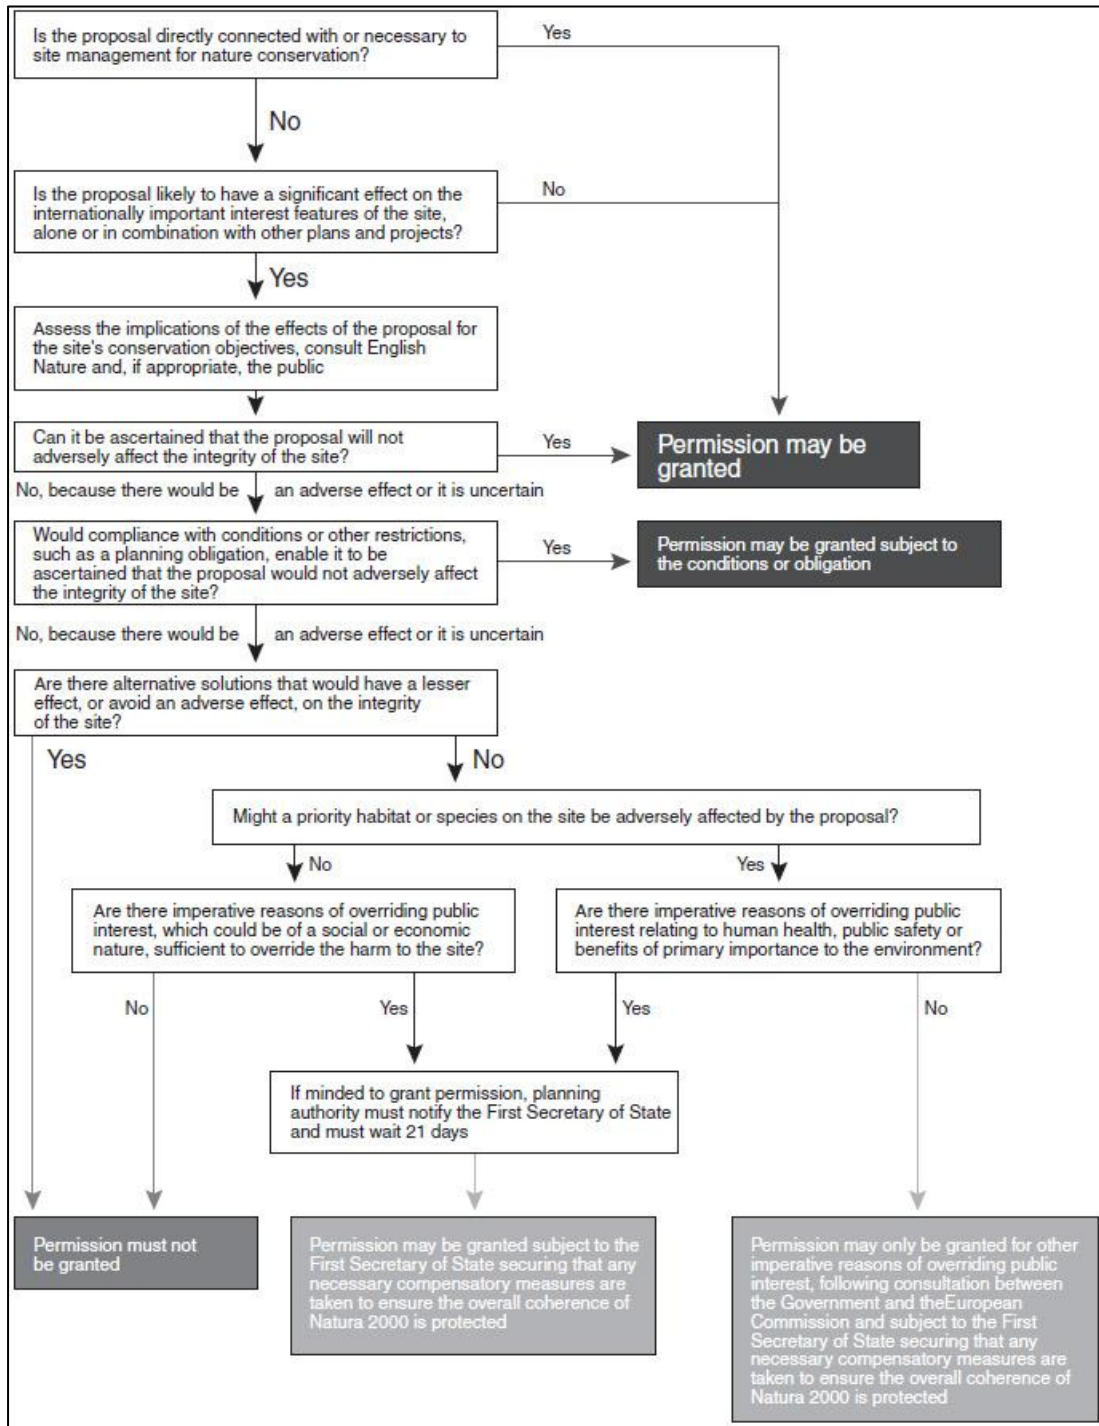 Is the proposal directly connected with or necessary to
site management for nature conservation?
Yes
No
Is the proposal likely to have a significant effect on the
internationally important interest features of the site,
alone or in combination with other plans and projects?
No
Yes
Assess the implications of the effects of the proposal for
the site's conservation objectives, consult English
Nature and, if appropriate, the public
Can it be ascertained that the proposal will not
adversely affect the integrity of the site?
Yes
Permission may be
granted
No, because there would be an adverse effect or it is uncertain
Would compliance with conditions or other restrictions,
such as a planning obligation, enable it to be
ascertained that the proposal would not adversely affect
the integrity of the site?
Yes
Permission may be granted subject to
the conditions or obligation
No, because there would be an adverse effect or it is uncertain
Are there alternative solutions that would have a lesser
effect, or avoid an adverse effect, on the integrity
of the site?
Yes
No
Might a priority habitat or species on the site be adversely affected by the proposal?
No
Yes
Are there imperative reasons of overriding public
interest, which could be of a social or economic
nature, sufficient to override the harm to the site?
Are there imperative reasons of overriding public
interest relating to human health, public safety or
benefits of primary importance to the environment?
No
Yes
Yes
No
If minded to grant permission, planning
authority must notify the First Secretary of State
and must wait 21 days
Permission must not
be granted
Permission may be granted subject to the
First Secretary of State securing that any
necessary compensatory measures are
taken to ensure the overall coherence of
Natura 2000 is protected
Permission may only be granted for other
imperative reasons of overriding public
interest, following consultation between
the Government and theEuropean
Commission and subject to the First
Secretary of State securing that any
necessary compensatory measures are
taken to ensure the overall coherence of
Natura 2000 is protected